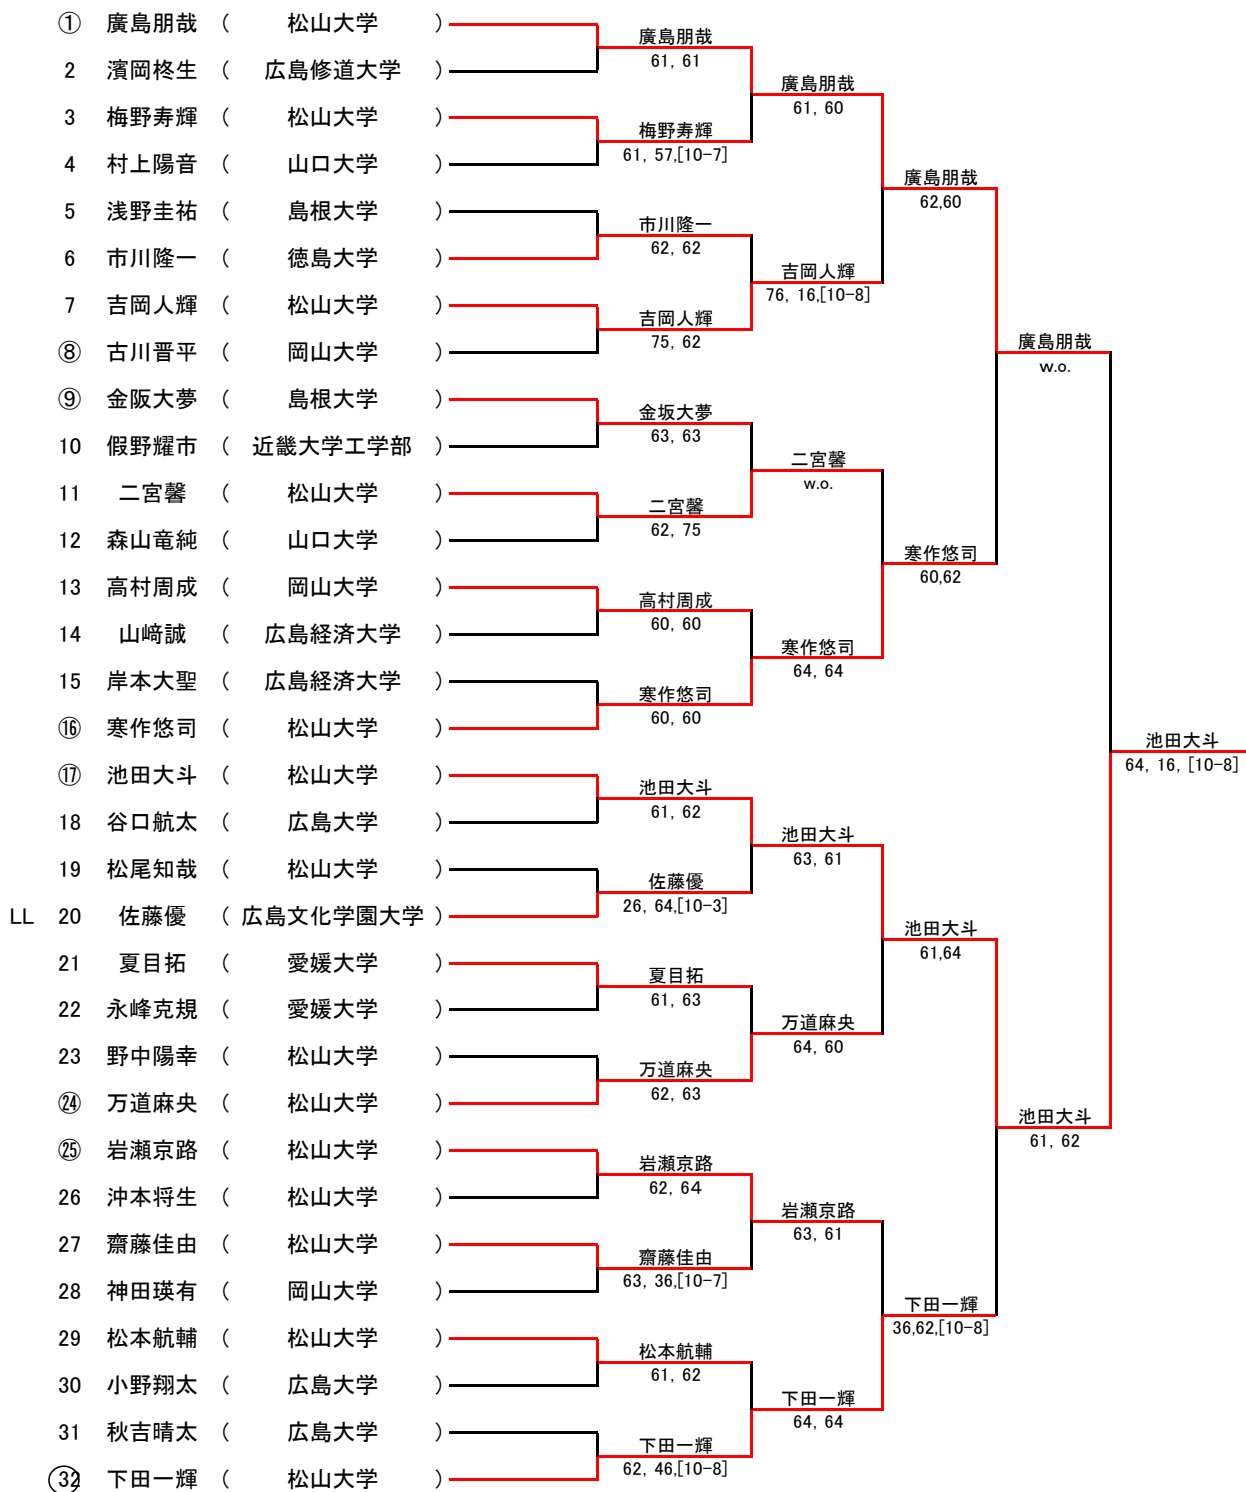 ① 廣島朋哉 ( 松山大学 )
廣島朋哉
61, 61
2 濱岡柊生 ( 広島修道大学 )
廣島朋哉
61, 60
3 梅野寿輝 ( 松山大学 )
梅野寿輝
61, 57,[10-7]
4 村上陽音 ( 山口大学 )
廣島朋哉
62,60
5 浅野圭祐 ( 島根大学 )
市川隆一
62, 62
6 市川隆一 ( 徳島大学 )
吉岡人輝
76, 16,[10-8]
7 吉岡人輝 ( 松山大学 )
吉岡人輝
75, 62
⑧ 古川晋平 ( 岡山大学 )
廣島朋哉
w.o.
⑨ 金阪大夢 ( 島根大学 )
金坂大夢
63, 63
10 假野耀市 ( 近畿大学工学部 )
二宮馨
w.o.
11 二宮馨 ( 松山大学 )
二宮馨
62, 75
12 森山竜純 ( 山口大学 )
寒作悠司
60,62
13 高村周成 ( 岡山大学 )
高村周成
60, 60
14 山﨑誠 ( 広島経済大学 )
寒作悠司
64, 64
15 岸本大聖 ( 広島経済大学 )
寒作悠司
60, 60
⑯ 寒作悠司 ( 松山大学 )
池田大斗
64, 16, [10-8]
⑰ 池田大斗 ( 松山大学 )
池田大斗
61, 62
18 谷口航太 ( 広島大学 )
池田大斗
63, 61
19 松尾知哉 ( 松山大学 )
佐藤優
26, 64,[10-3]
LL 20 佐藤優 ( 広島文化学園大学 )
池田大斗
61,64
21 夏目拓 ( 愛媛大学 )
夏目拓
61, 63
22 永峰克規 ( 愛媛大学 )
万道麻央
64, 60
23 野中陽幸 ( 松山大学 )
万道麻央
62, 63
㉔ 万道麻央 ( 松山大学 )
池田大斗
61, 62
㉕ 岩瀬京路 ( 松山大学 )
岩瀬京路
62, 64
26 沖本将生 ( 松山大学 )
岩瀬京路
63, 61
27 齋藤佳由 ( 松山大学 )
齋藤佳由
63, 36,[10-7]
28 神田瑛有 ( 岡山大学 )
下田一輝
36,62,[10-8]
29 松本航輔 ( 松山大学 )
松本航輔
61, 62
30 小野翔太 ( 広島大学 )
下田一輝
64, 64
31 秋吉晴太 ( 広島大学 )
下田一輝
62, 46,[10-8]
32 下田一輝 ( 松山大学 )